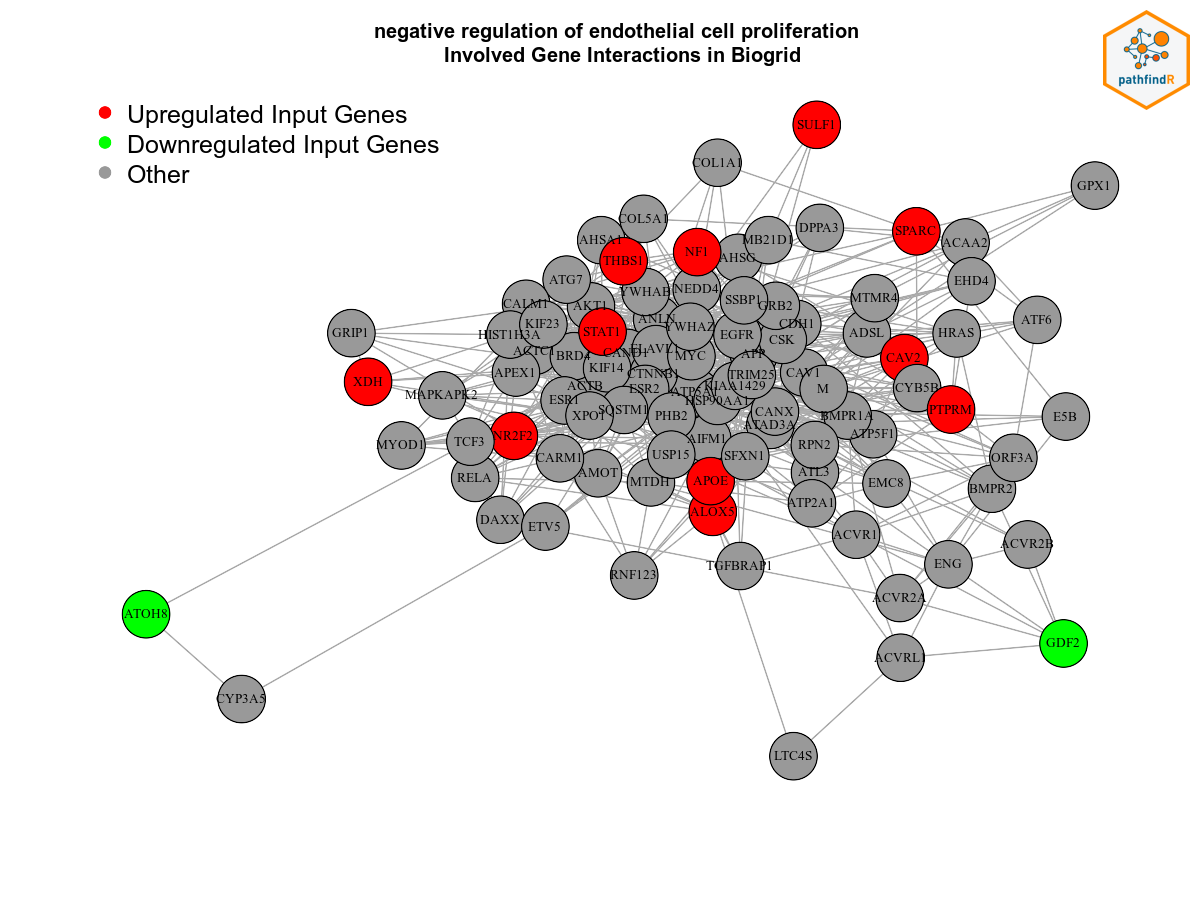 negative regulation of endothelial cell proliferation
Involved Gene Interactions in Biogrid
pathfindR
Upregulated Input Genes
Downregulated Input Genes
Other
SULF1
COL1A1
GPX1
COL5A1
DPPA3
SPARC
AHSA1
MB21D1
ACAA2
NF1
AHSG
THBS1
ATG7
EHD4
YWHAB
NEDD4
SSBP1
MTMR4
CALM1
AKT1
GRB2
ATF6
KIF23
ANLN
CDH1
GRIP1
HIST1H3A
STAT1
YWHAZ
EGFR
ADSL
HRAS
CSK
ACTC1
CAND1
ELAVL1
BRD4
MYC
APP
CAV2
KIF14
APEX1
CTNNB1
TRIM25
CAV1
XDH
ACTB
ESR2
ATP5A1
KIAA1429
M
CYB5B
MAPKAPK2
ESR1
SQSTM1
HSP90AA1
PTPRM
XPO1
PHB2
CANX
BMPR1A
E5B
ATAD3A
NR2F2
AIFM1
ATP5F1
MYOD1
TCF3
RPN2
USP15
SFXN1
CARM1
ORF3A
RELA
AMOT
MTDH
APOE
ATL3
EMC8
BMPR2
ATP2A1
ALOX5
DAXX
ETV5
ACVR1
ACVR2B
RNF123
TGFBRAP1
ENG
ACVR2A
ATOH8
GDF2
ACVRL1
CYP3A5
LTC4S